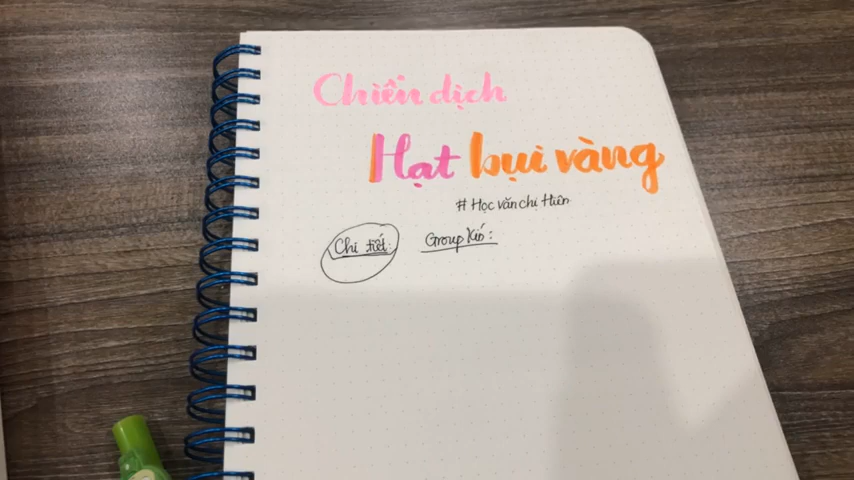 Chiến dịch
Hạt bụi vàng
# Học văn chị Hiên
Chi tiết:
Group Kín: